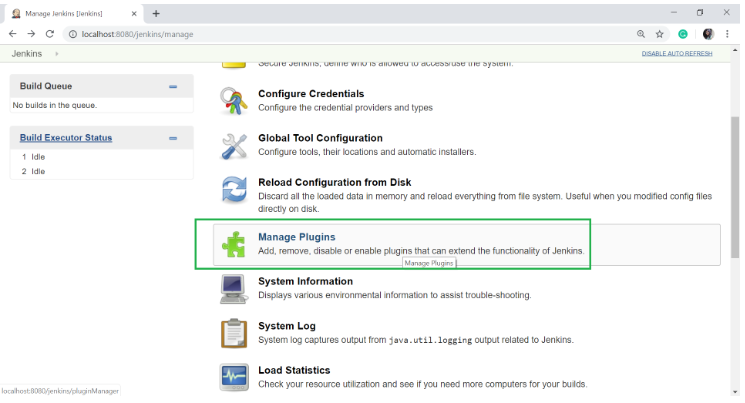 Manage Jenkins [Jenkins]
localhost:8080/jenkins/manage
Jenkins
DISABLE AUTO REFRESH
Build Queue
No builds in the queue.
Build Executor Status
1 Idle
2 Idle
Secure Jenkins; define who is allowed to access/use the system.
Configure Credentials
Configure the credential providers and types
Global Tool Configuration
Configure tools, their locations and automatic installers.
Reload Configuration from Disk
Discard all the loaded data in memory and reload everything from file system. Useful when you modified config files
directly on disk.
Manage Plugins
Add, remove, disable or enable plugins that can extend the functionality of Jenkins.
Manage Plugins
System Information
Displays various environmental information to assist trouble-shooting.
System Log
System log captures output from java.util.logging output related to Jenkins.
Load Statistics
Check your resource utilization and see if you need more computers for your builds.
localhost:8080/jenkins/pluginManager